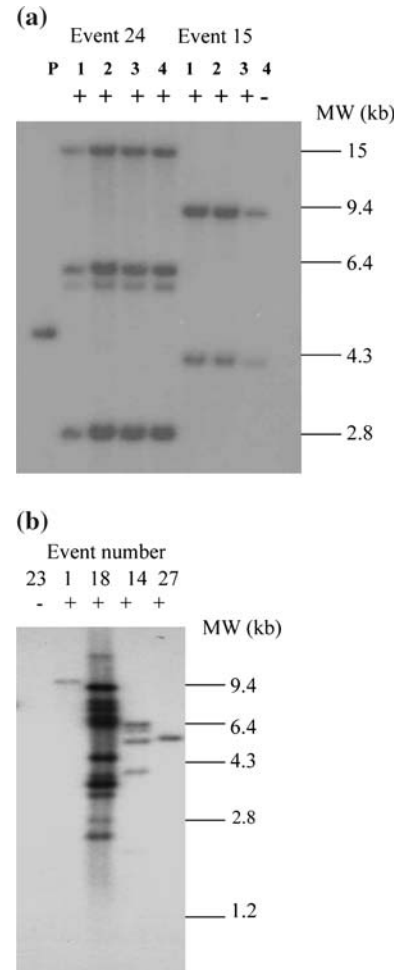 (a)
Event 24 Event 15
P 1 2 3 4 1 2 3 4
+ + + + + + + -
MW (kb)
15
9.4
6.4
4.3
2.8
(b)
Event number
23 1 18 14 27
- + + + +
MW (kb)
9.4
6.4
4.3
2.8
1.2